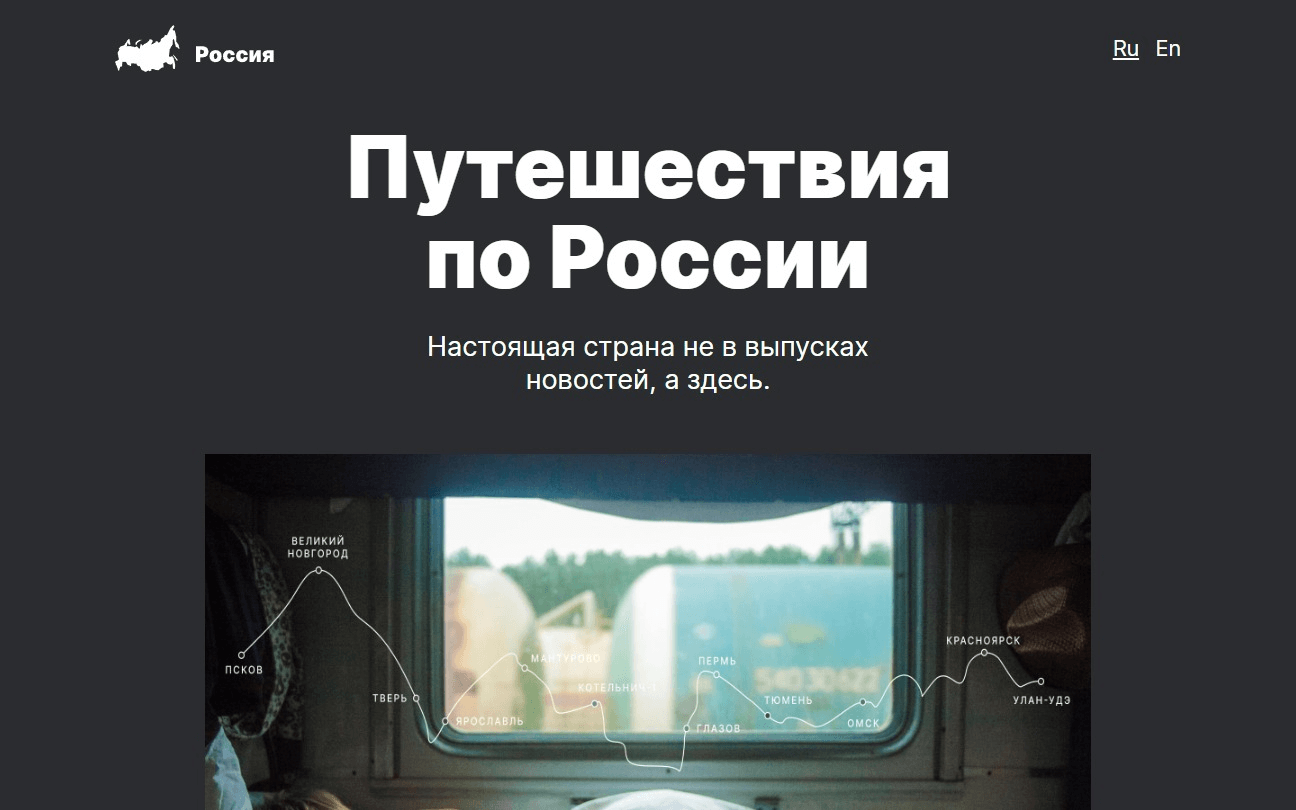 Россия
Ru En
Путешествия
по России
Настоящая страна не в выпусках
новостей, а здесь.
ВЕЛИКИЙ
НОВГОРОД
ПСКОВ
ТВЕРЬ
ЯРОСЛАВЛЬ
МАНТУРОВО
КОТЕЛЬНИЧ-1
ПЕРМЬ
ГЛАЗОВ
ТЮМЕНЬ
ОМСК
КРАСНОЯРСК
УЛАН-УДЭ